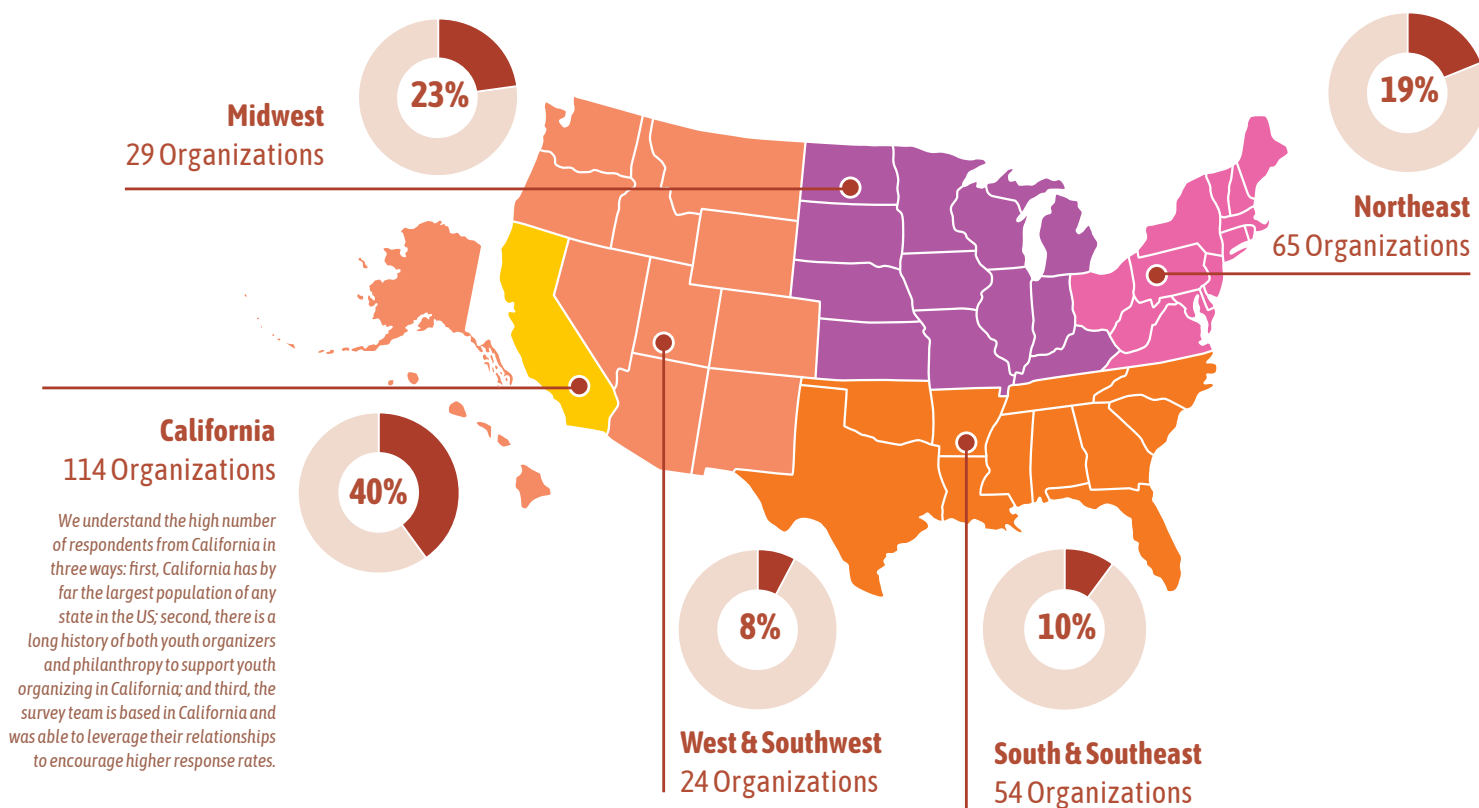 23%
Midwest
29 Organizations
19%
Northeast
65 Organizations
California
114 Organizations
40%
We understand the high number
of respondents from California in
three ways: first, California has by
far the largest population of any
state in the US; second, there is a
long history of both youth organizers
and philanthropy to support youth
organizing in California; and third, the
survey team is based in California and
was able to leverage their relationships
to encourage higher response rates.
8%
West & Southwest
24 Organizations
10%
South & Southeast
54 Organizations